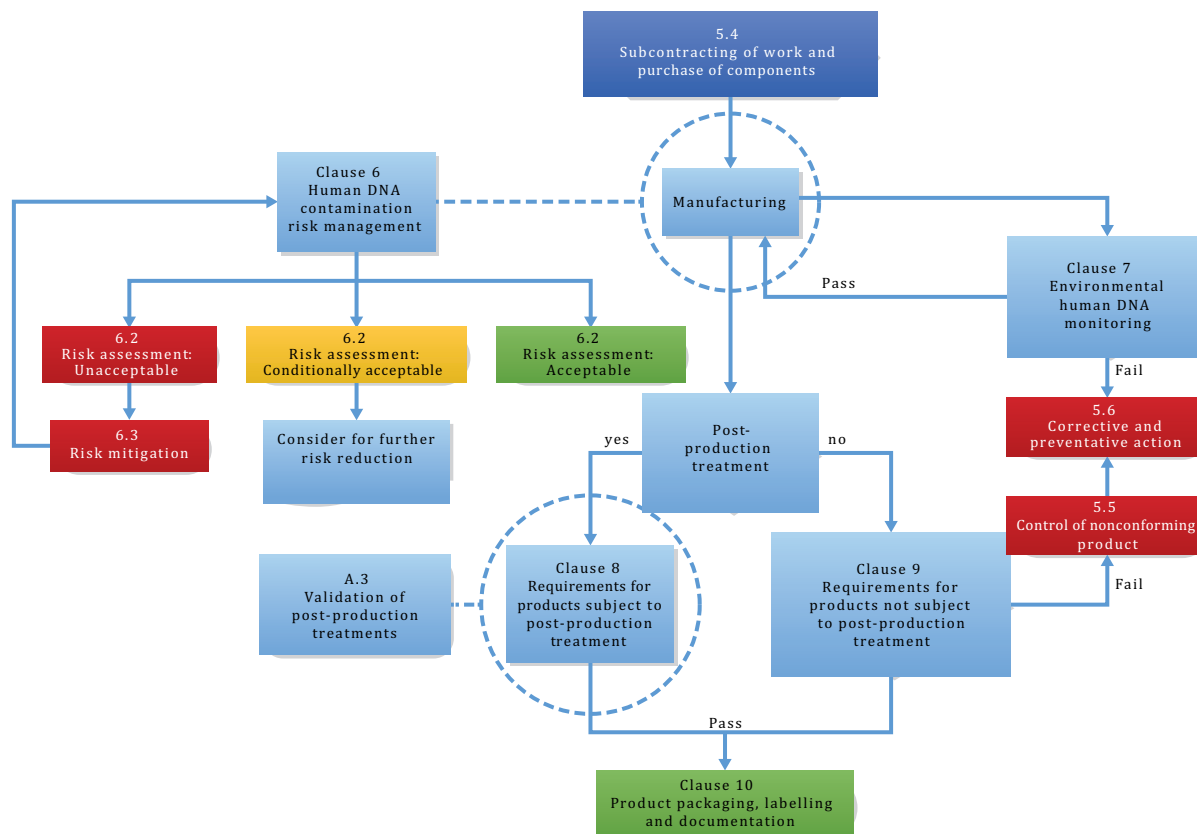 5.4
Subcontracting of work and
purchase of components
Clause 6
Human DNA
contamination
risk management
Manufacturing
Clause 7
Environmental
human DNA
monitoring
Pass
Fail
6.2
Risk assessment:
Unacceptable
6.2
Risk assessment:
Conditionally acceptable
6.2
Risk assessment:
Acceptable
6.3
Risk mitigation
Consider for further
risk reduction
yes
Post-
production
treatment
no
5.6
Corrective and
preventative action
5.5
Control of nonconforming
product
Fail
A.3
Validation of
post-production
treatments
Clause 8
Requirements for
products subject to
post-production
treatment
Clause 9
Requirements for
products not subject
to post-production
treatment
Pass
Clause 10
Product packaging, labelling
and documentation